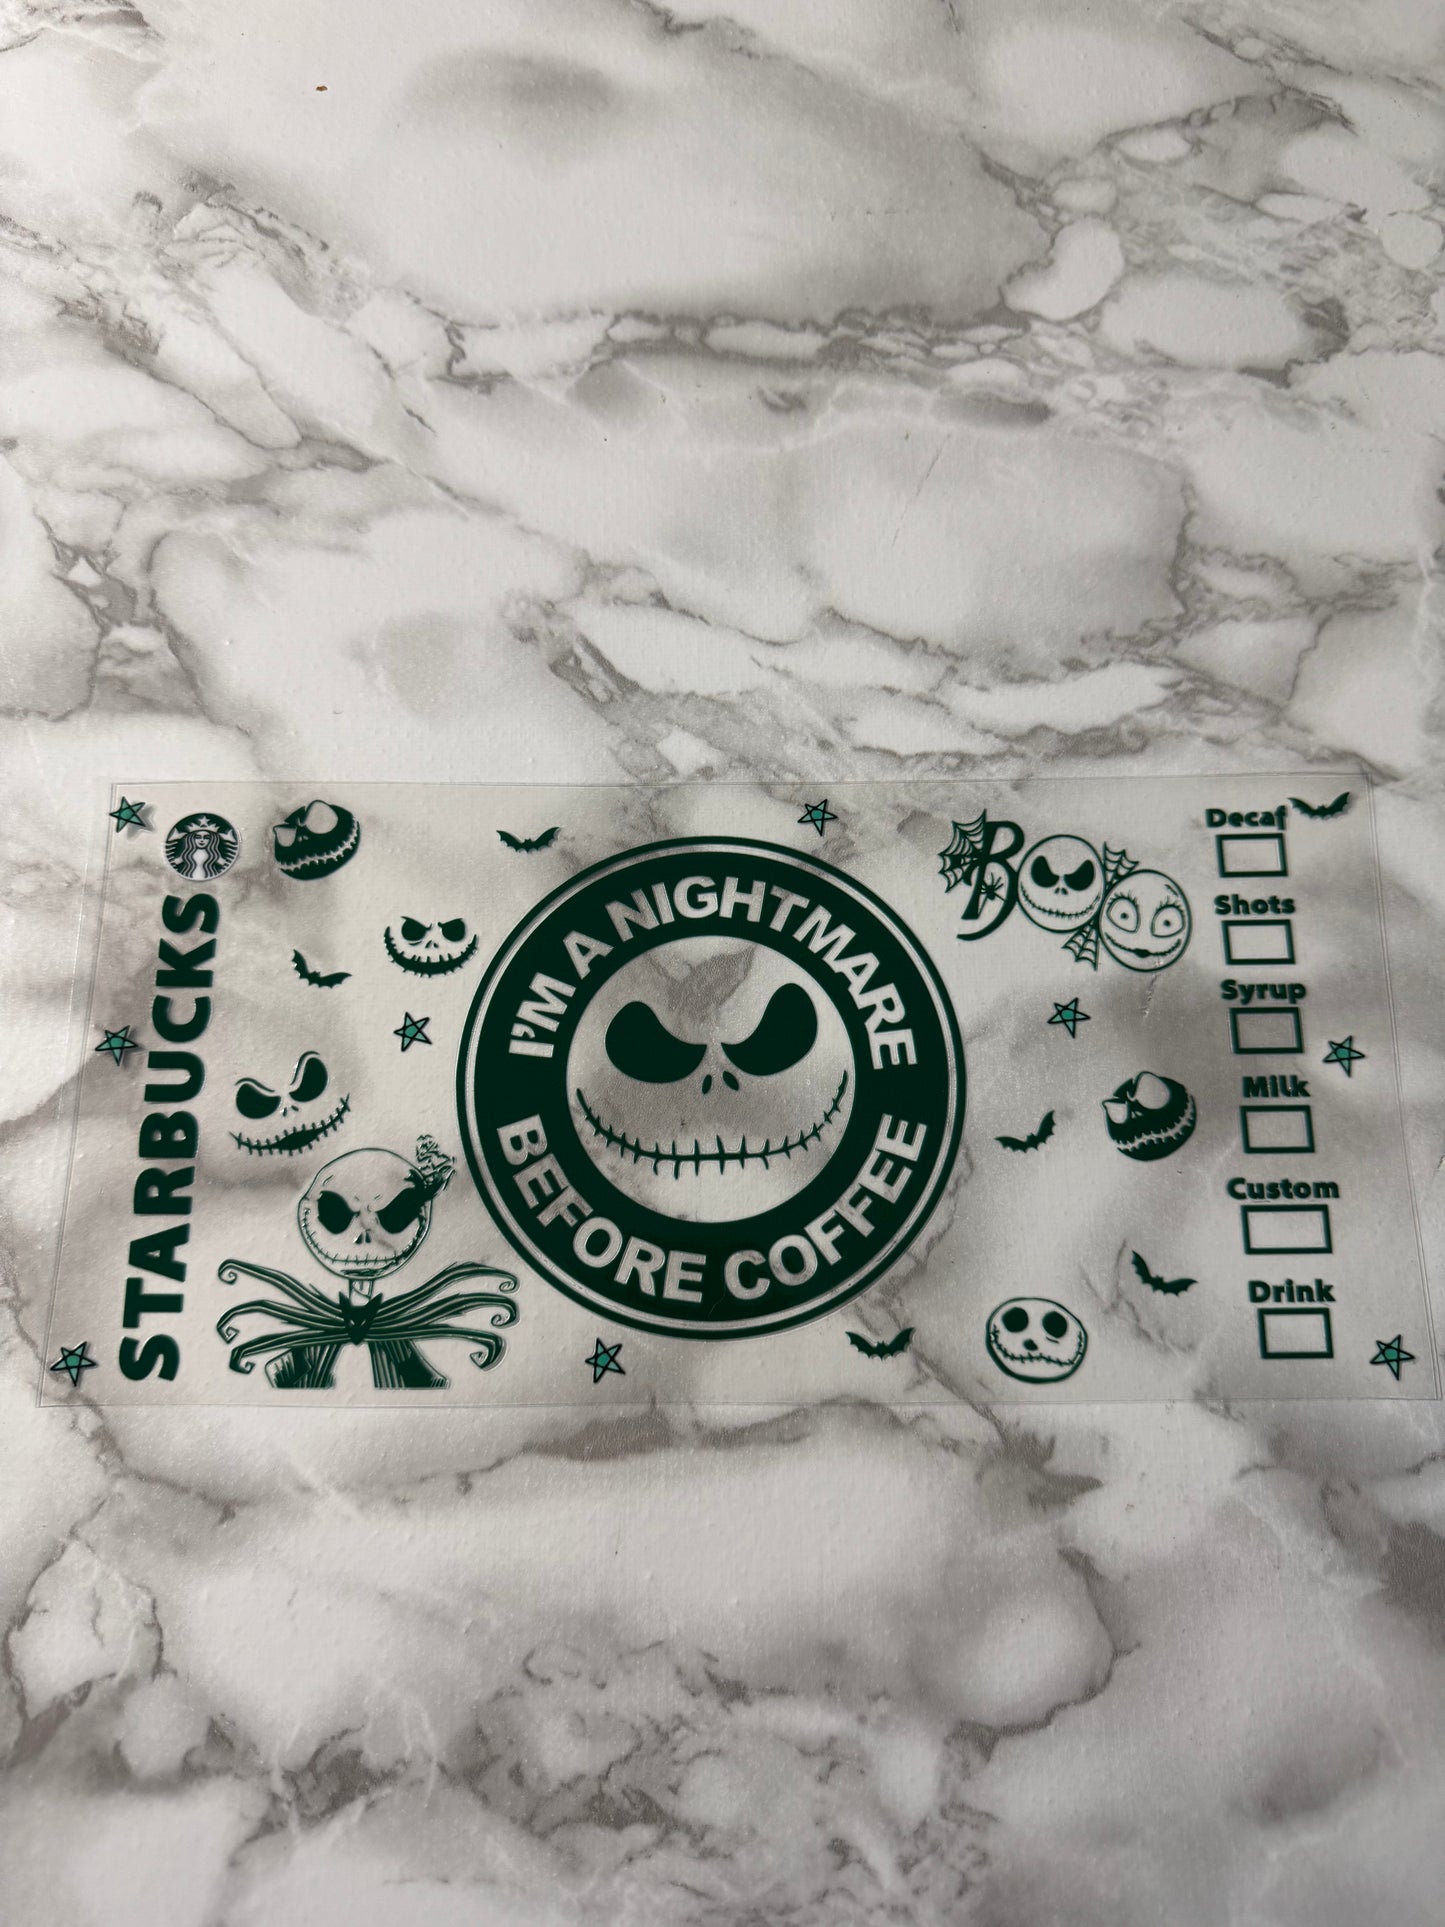 STARBUCKS
I'M A NIGHTMARE
BEFORE COFFEE
BOO
Decaf
Shots
Syrup
Milk
Custom
Drink